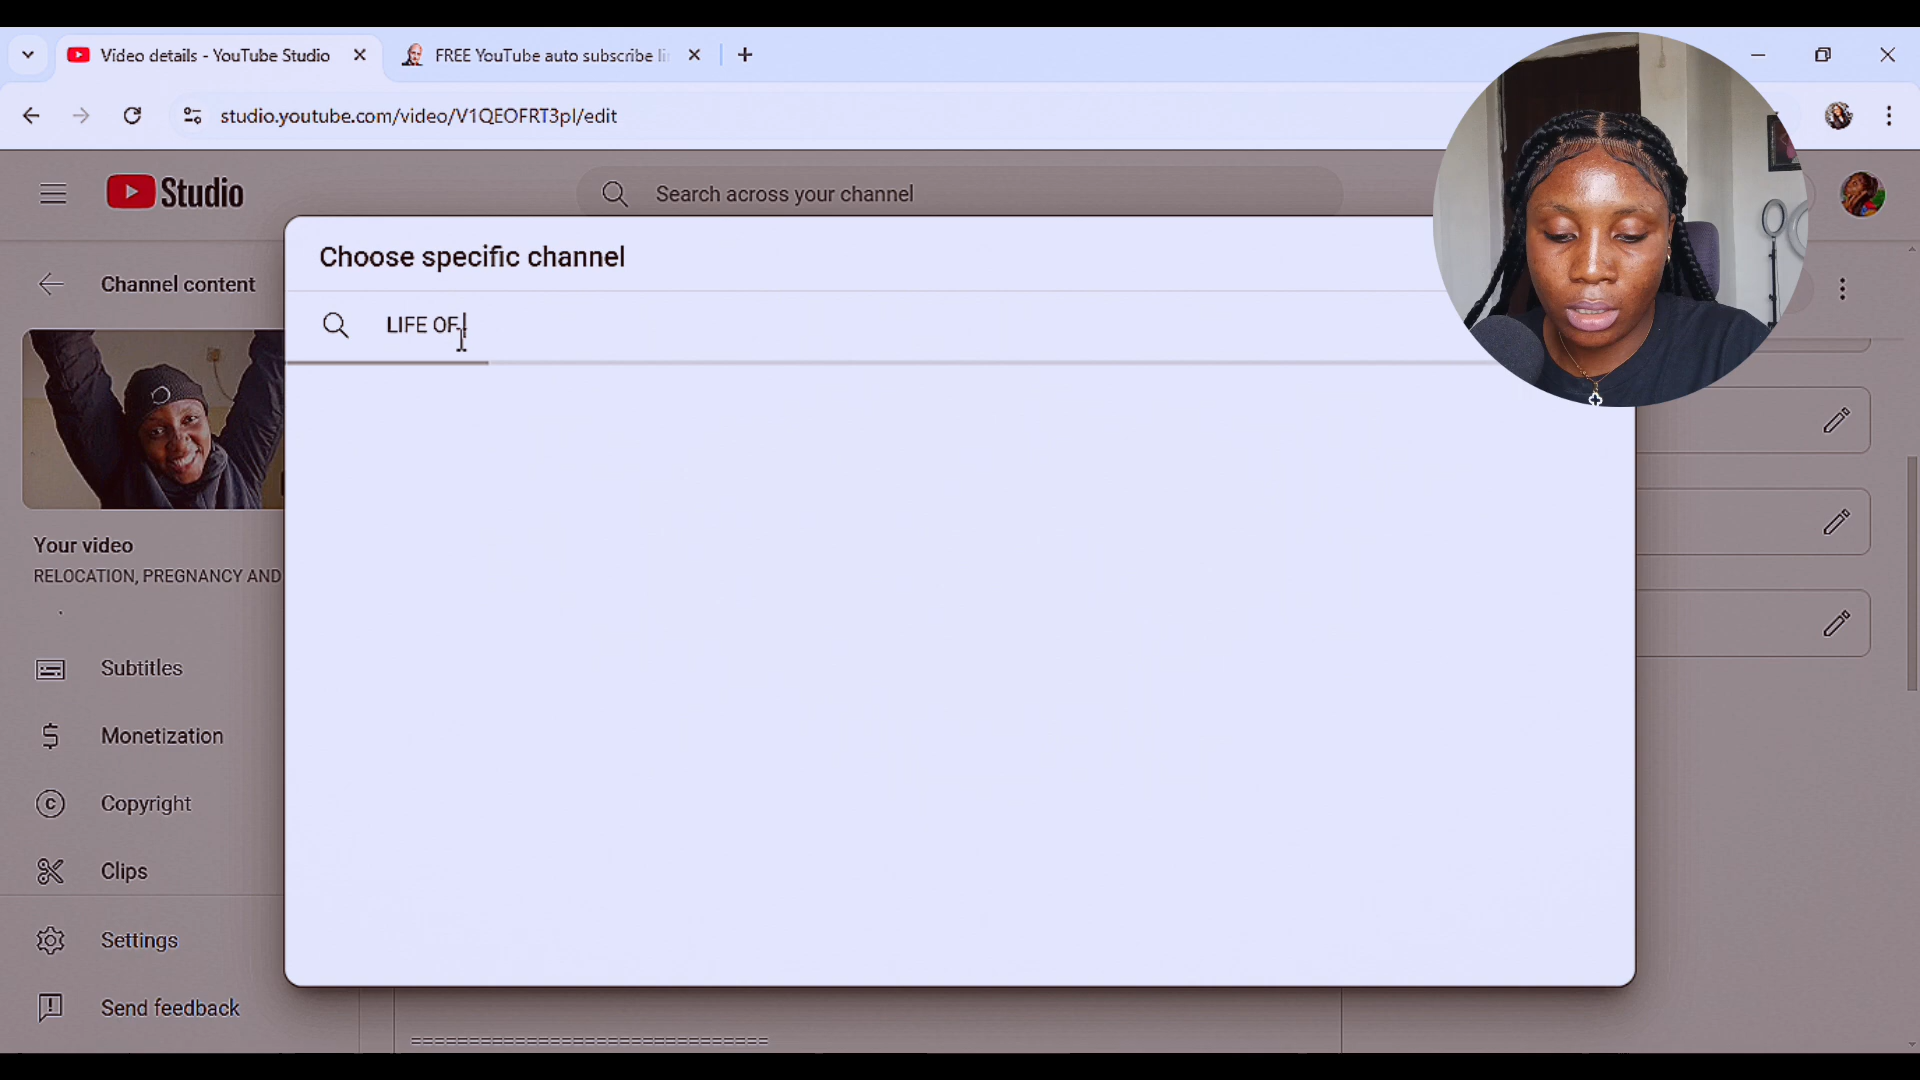 Video details - YouTube Studio
FREE YouTube auto subscribe li
studio.youtube.com/video/V1QEOFRT3pI/edit
Studio
Search across your channel
Choose specific channel
LIFE OF
Channel content
Your video
RELOCATION, PREGNANCY AND
Subtitles
Monetization
Copyright
Clips
Settings
Send feedback
==============================